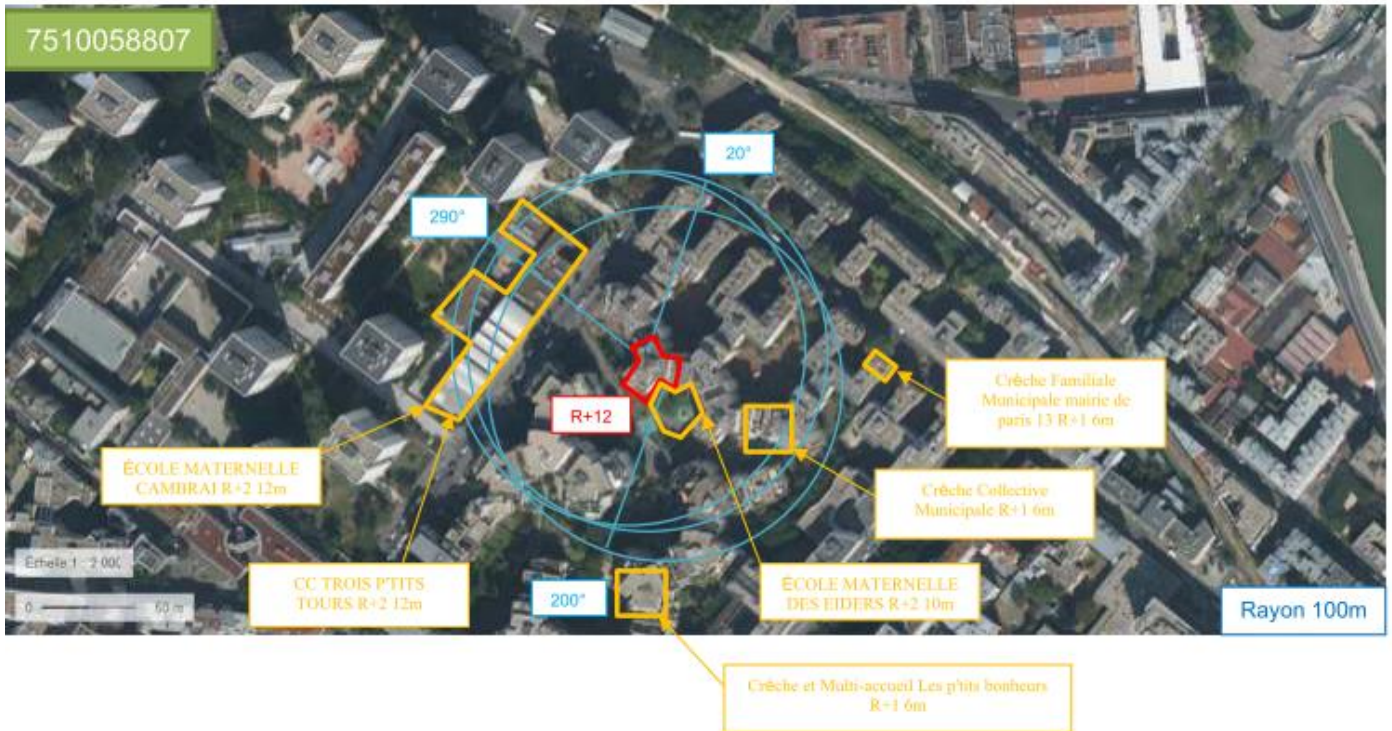 7510058807
20°
290°
R+12
Crèche Familiale
Municipale mairie de
paris 13 R+1 6m
ÉCOLE MATERNELLE
CAMBRAI R+2 12m
Crèche Collective
Municipale R+1 6m
Échelle 1 : 2 000
0 50 m
CC TROIS P'TITS
TOURS R+2 12m
200°
ÉCOLE MATERNELLE
DES EIDERS R+2 10m
Rayon 100m
Crèche et Multi-accueil Les p'tits bonheurs
R+1 6m